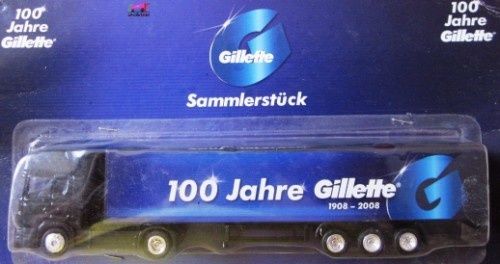 100
Jahre
Gillette®
Gillette
100
Jahre
Gillette®
Sammlerstück
100 Jahre Gillette®
1908 – 2008